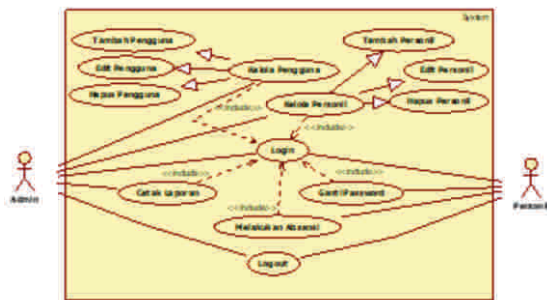 System
Tambah Pengguna
Tambah Personil
Edit Pengguna
Kelola Pengguna
Edit Personil
Hapus Pengguna
Kelola Personil
Hapus Personil
<<include>>
<<include>>
Login
<<include>>
<<include>>
Admin
Cetak Laporan
Ganti Password
Personil
<<include>>
Melakukan Absensi
Logout